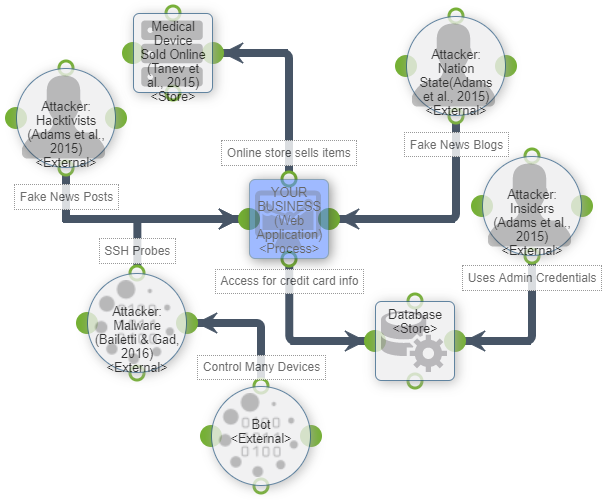 Medical
Device
Sold Online
(Tanev et
al., 2015)
<Store>
Attacker:
Nation
State(Adams
et al., 2015)
<External>
Attacker:
Hacktivists
(Adams et al.,
2015)
<External>
Online store sells items
Fake News Blogs
Fake News Posts
YOUR
BUSINESS
(Web
Application)
<Process>
Attacker:
Insiders
(Adams et al.,
2015)
<External>
SSH Probes
Access for credit card info
Uses Admin Credentials
Attacker:
Malware
(Bailetti & Gad,
2016)
<External>
Database
<Store>
Control Many Devices
Bot
<External>